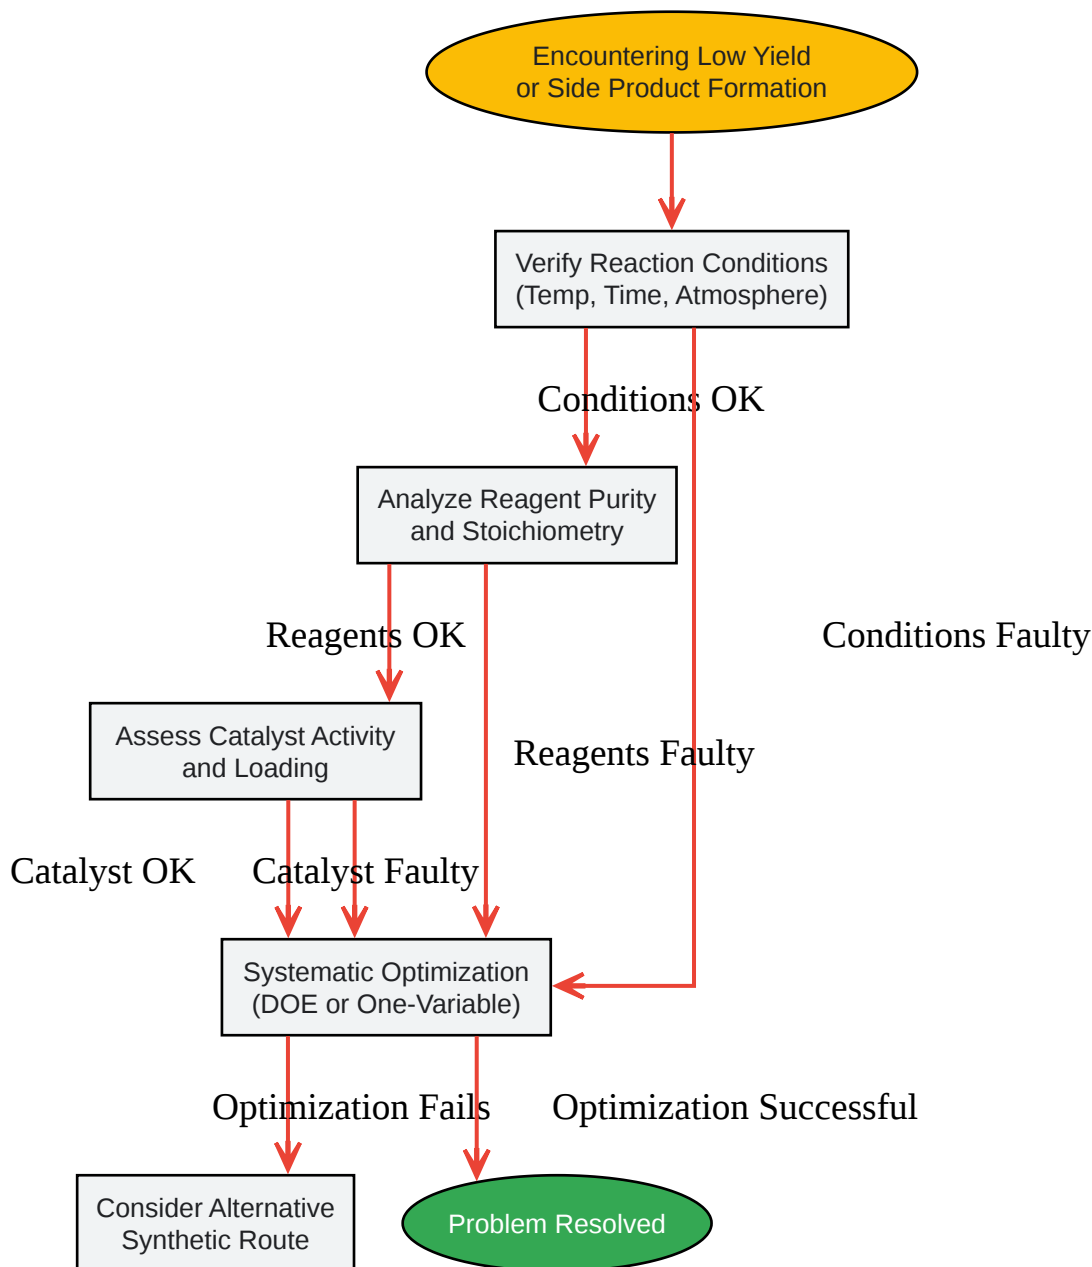 Encountering Low Yield
or Side Product Formation
Verify Reaction Conditions
(Temp, Time, Atmosphere)
Conditions OK
Analyze Reagent Purity
and Stoichiometry
Reagents OK
Conditions Faulty
Assess Catalyst Activity
and Loading
Reagents Faulty
Catalyst OK
Catalyst Faulty
Systematic Optimization
(DOE or One-Variable)
Optimization Fails
Optimization Successful
Consider Alternative
Synthetic Route
Problem Resolved